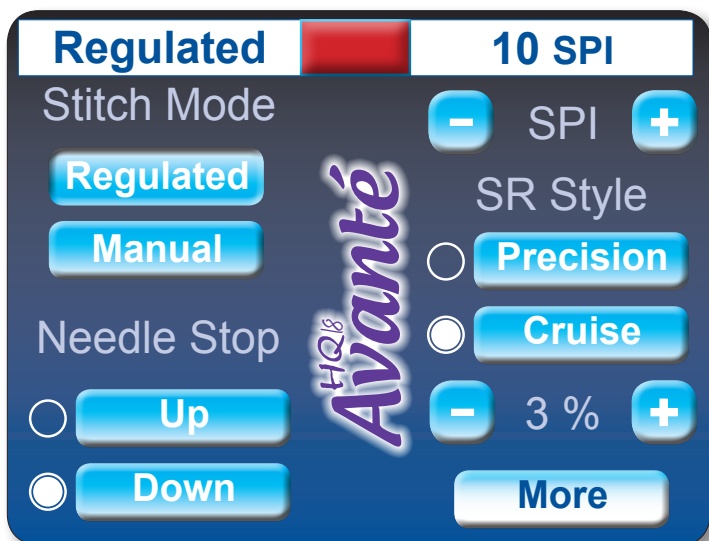 Regulated
10 SPI
Stitch Mode
Regulated
Manual
Needle Stop
Up
Down
HQ18
Avanté
- SPI +
SR Style
Precision
Cruise
- 3 % +
More